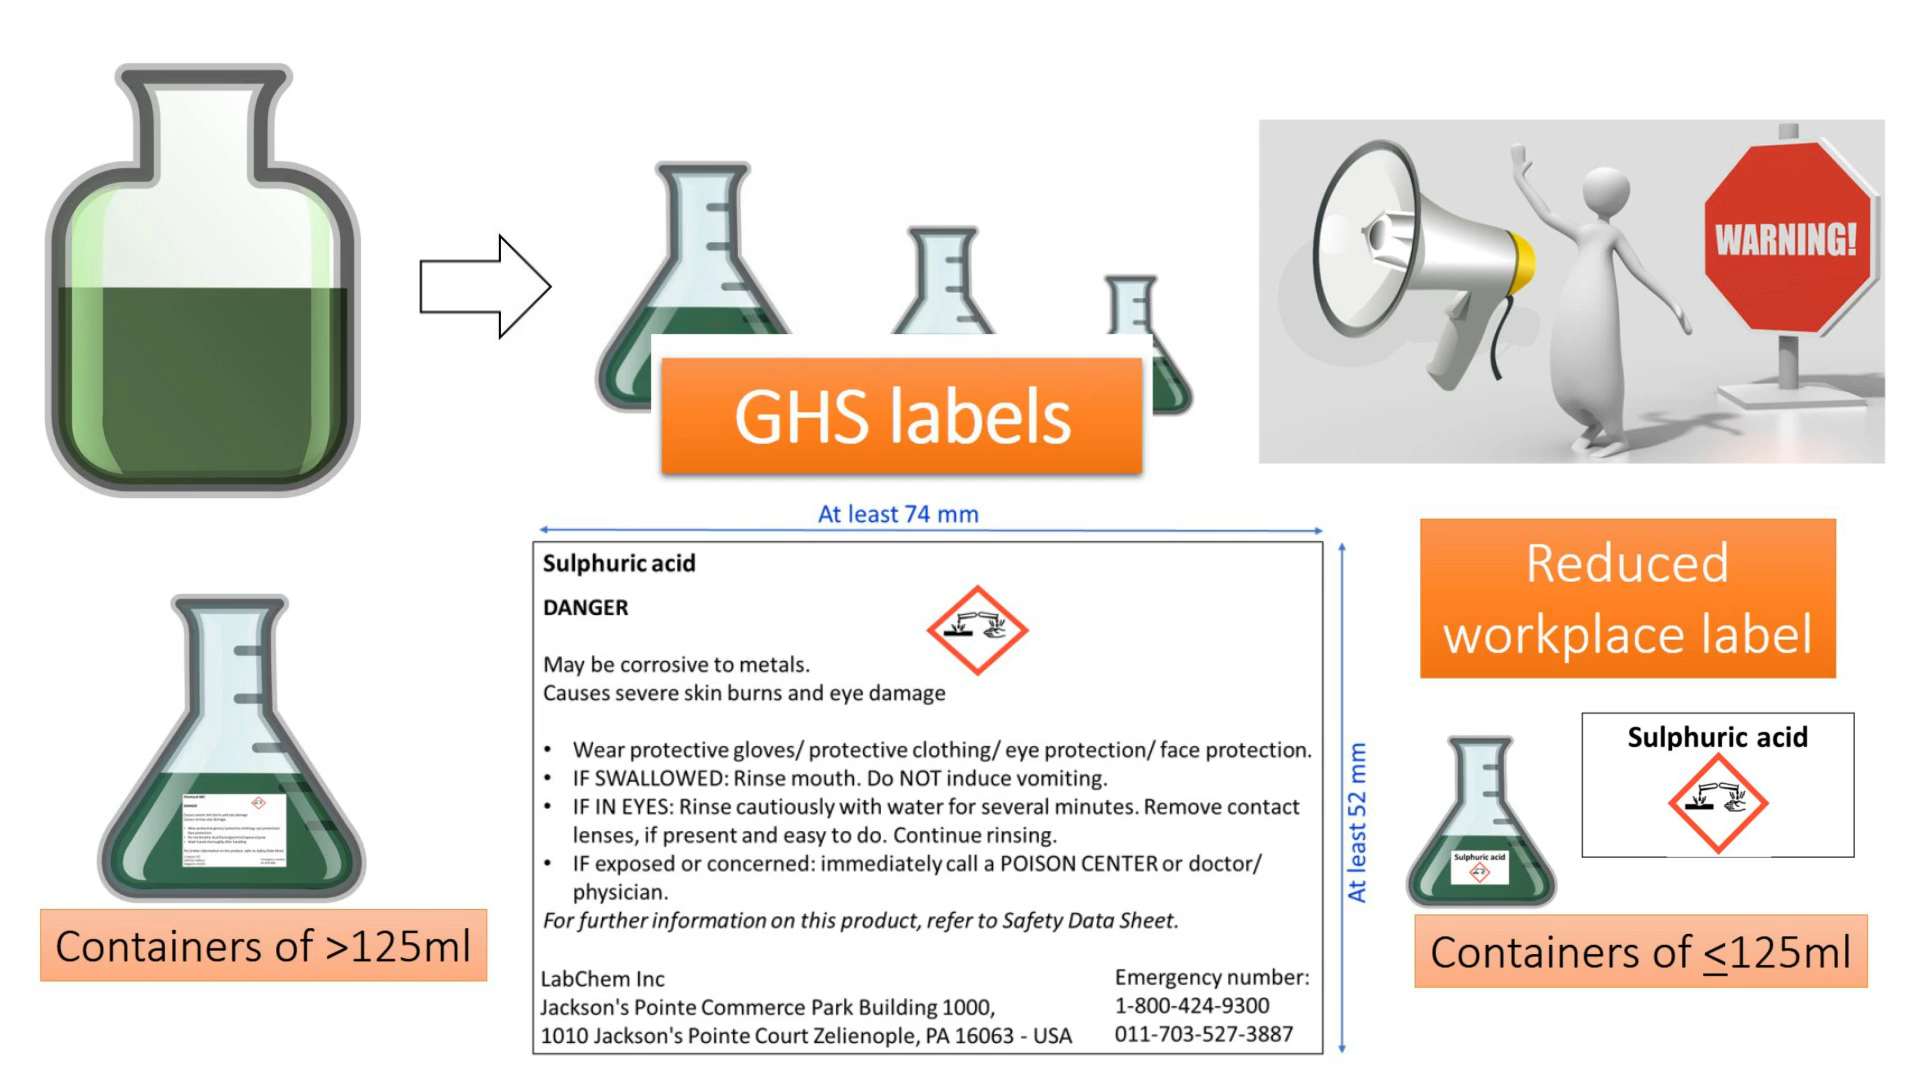 WARNING!
GHS labels
At least 74 mm
Sulphuric acid
DANGER
May be corrosive to metals.
Causes severe skin burns and eye damage
• Wear protective gloves/ protective clothing/ eye protection/ face protection.
• IF SWALLOWED: Rinse mouth. Do NOT induce vomiting.
• IF IN EYES: Rinse cautiously with water for several minutes. Remove contact
lenses, if present and easy to do. Continue rinsing.
• IF exposed or concerned: immediately call a POISON CENTER or doctor/
physician.
For further information on this product, refer to Safety Data Sheet.
LabChem Inc
Jackson's Pointe Commerce Park Building 1000,
1010 Jackson's Pointe Court Zelienople, PA 16063 - USA
Emergency number:
1-800-424-9300
011-703-527-3887
At least 52 mm
Containers of >125ml
Reduced
workplace label
Sulphuric acid
Sulphuric acid
Containers of ≤125ml